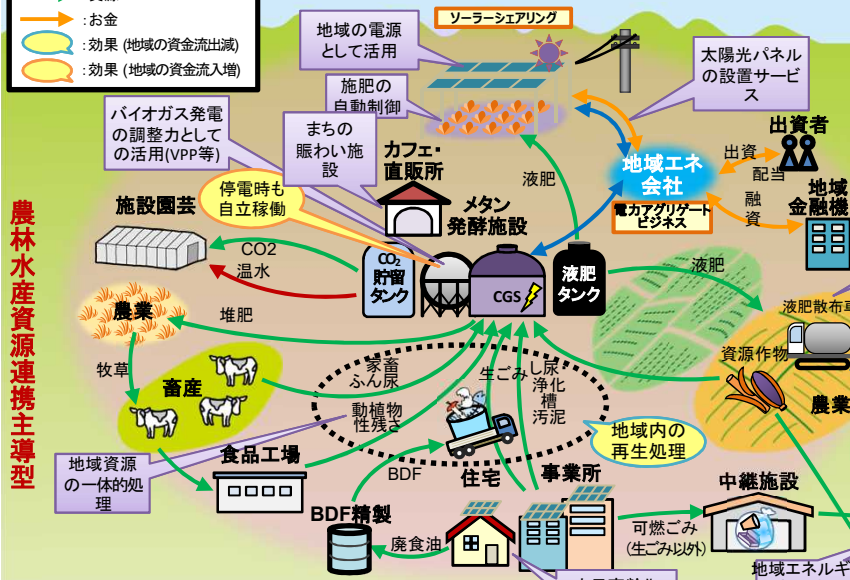 :お金
:効果 (地域の資金流出減)
:効果 (地域の資金流入増)
ソーラーシェアリング
地域の電源
として活用
施肥の
自動制御
太陽光パネル
の設置サービ
ス
バイオガス発電
の調整力として
の活用(VPP等)
まちの
賑わい施
設
カフェ・
直販所
液肥
地域エネ
会社
電力アグリゲート
ビジネス
出資
配当
出資者
融
資
地域
金融機
農林水産資源連携主導型
施設園芸
停電時も
自立稼働
メタン
発酵施設
CO2
温水
CO₂
貯留
タンク
CGS
液肥
タンク
液肥
液肥散布車
農業
堆肥
資源作物
農業
牧草
畜産
家畜
ふん尿
生ごみ
し尿
浄化
槽
汚泥
動植物
性残さ
地域内の
再生処理
地域資源
の一体的処
理
食品工場
BDF
住宅
事業所
中継施設
BDF精製
廃食油
可燃ごみ
(生ごみ以外)
地域エネルギ